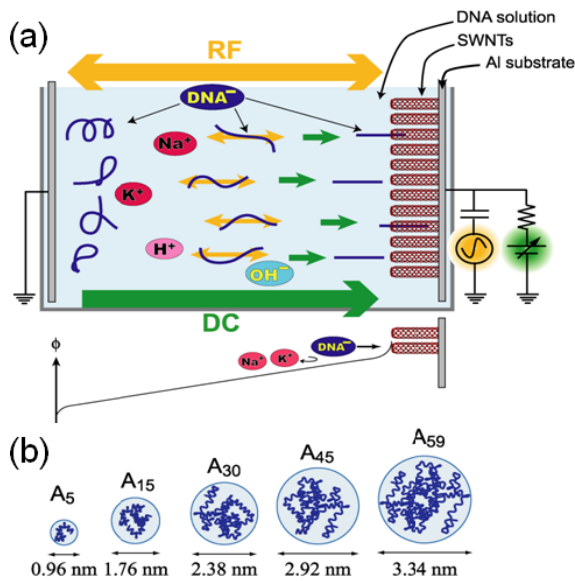 (a)
RF
DNA solution
SWNTs
Al substrate
DNA⁻
Na⁺
K⁺
H⁺
OH⁻
DC
ϕ
DNA⁻
Na⁺ K⁺
(b)
A₅ A₁₅ A₃₀ A₄₅ A₅₉
0.96 nm 1.76 nm 2.38 nm 2.92 nm 3.34 nm